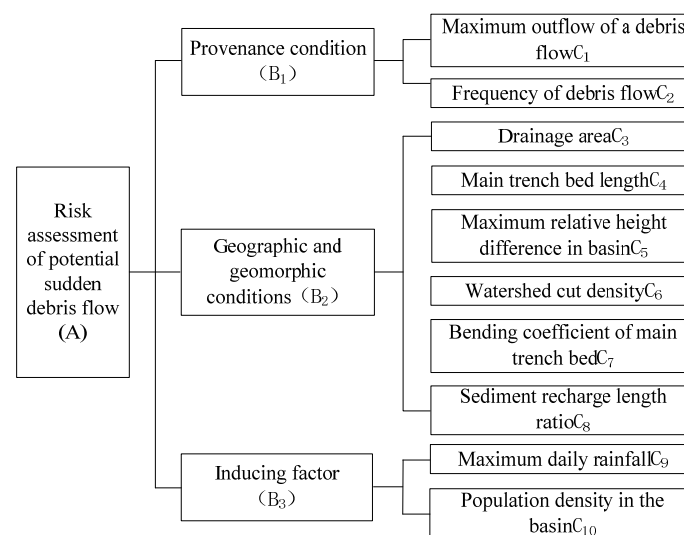 Risk
assessment
of potential
sudden
debris flow
(A)
Provenance condition
(B₁)
Geographic and
geomorphic
conditions (B₂)
Inducing factor
(B₃)
Maximum outflow of a debris
flowC₁
Frequency of debris flowC₂
Drainage areaC₃
Main trench bed lengthC₄
Maximum relative height
difference in basinC₅
Watershed cut densityC₆
Bending coefficient of main
trench bedC₇
Sediment recharge length
ratioC₈
Maximum daily rainfallC₉
Population density in the
basinC₁₀